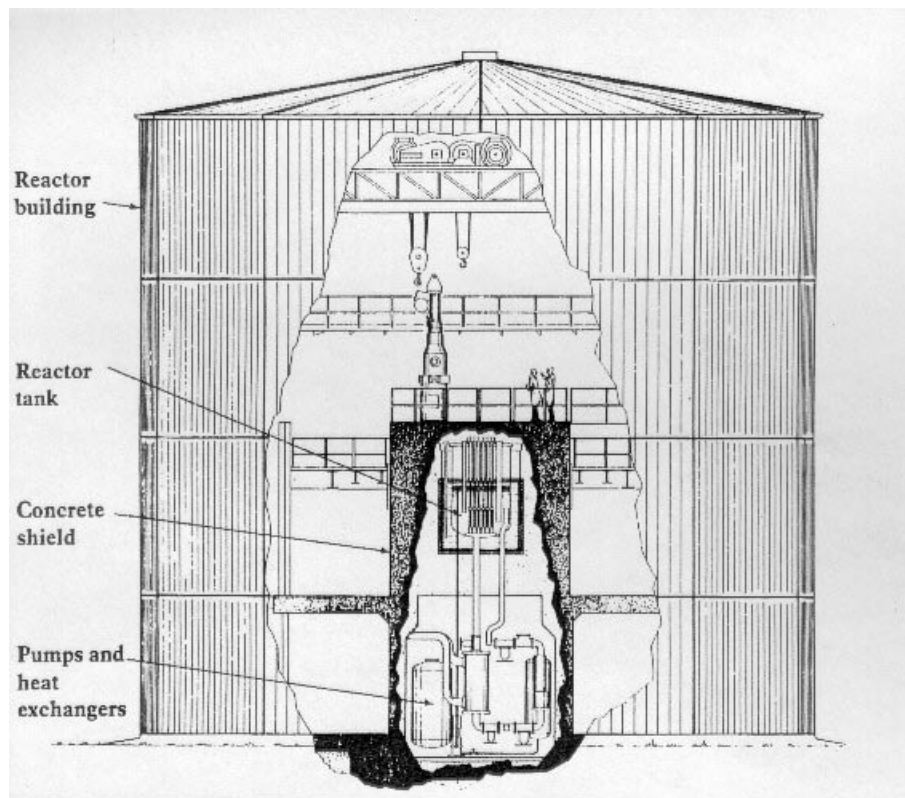 Reactor
building
Reactor
tank
Concrete
shield
Pumps and
heat
exchangers